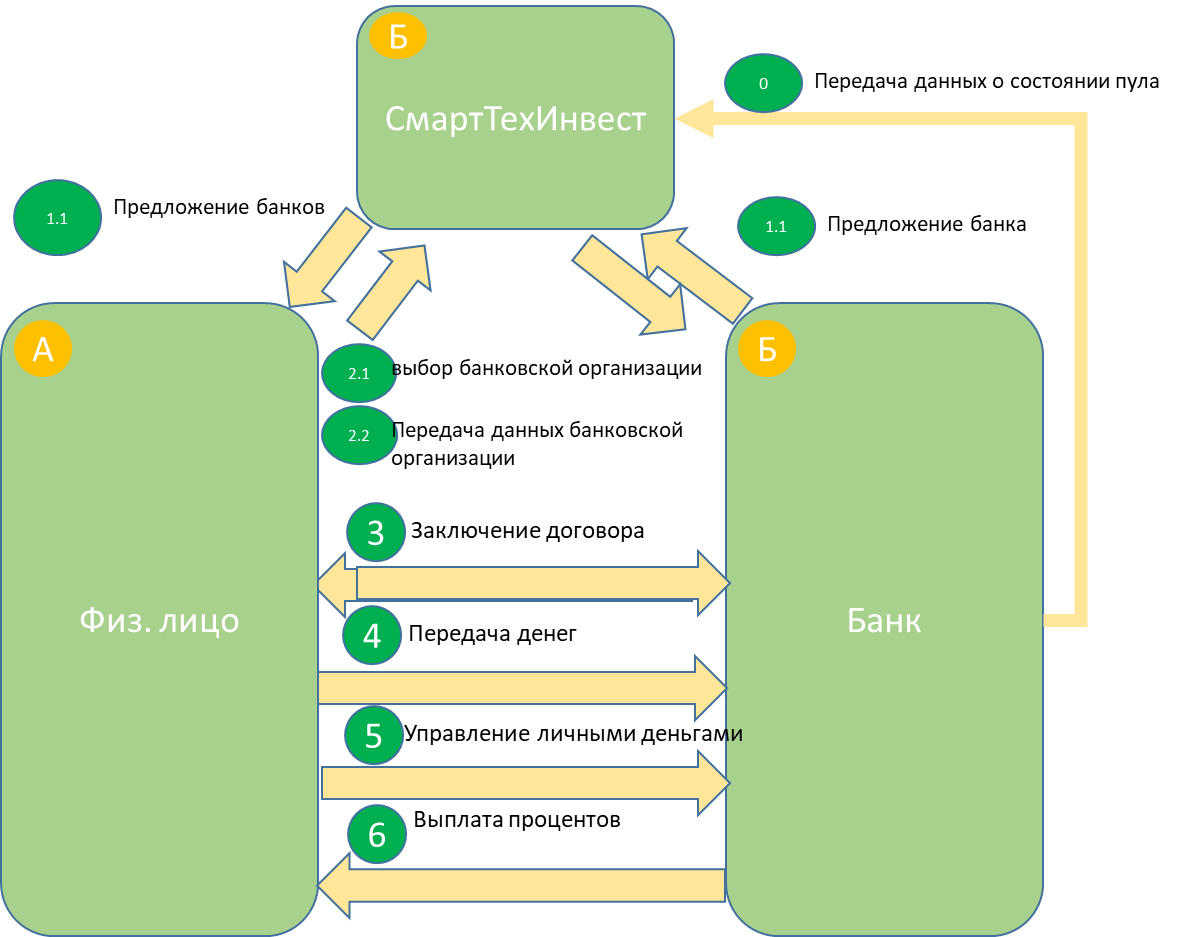 Б
СмартТехИнвест
0
Передача данных о состоянии пула
1.1
Предложение банков
1.1
Предложение банка
А
Физ. лицо
Б
Банк
2.1
выбор банковской организации
2.2
Передача данных банковской
организации
3
Заключение договора
4
Передача денег
5
Управление личными деньгами
6
Выплата процентов